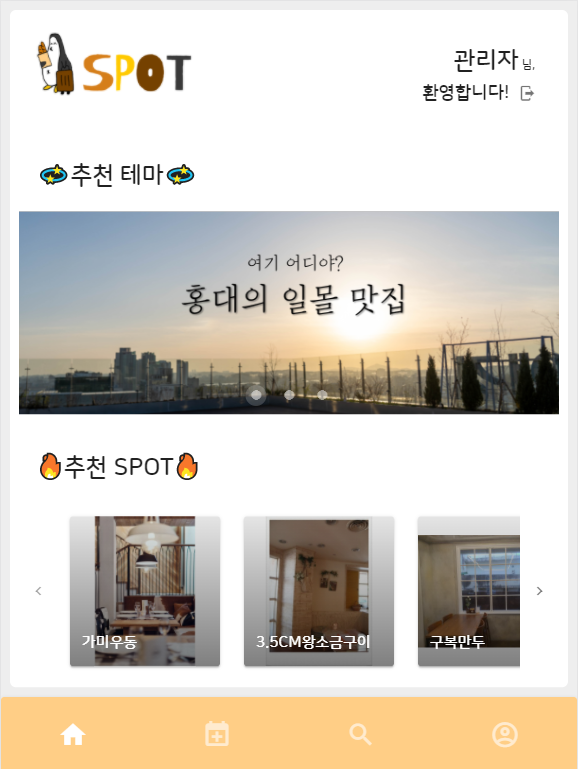 SPOT
관리자 님,
환영합니다!
추천 테마
여기 어디야?
홍대의 일몰 맛집
추천 SPOT
가미우동
3.5CM왕소금구이
구복만두